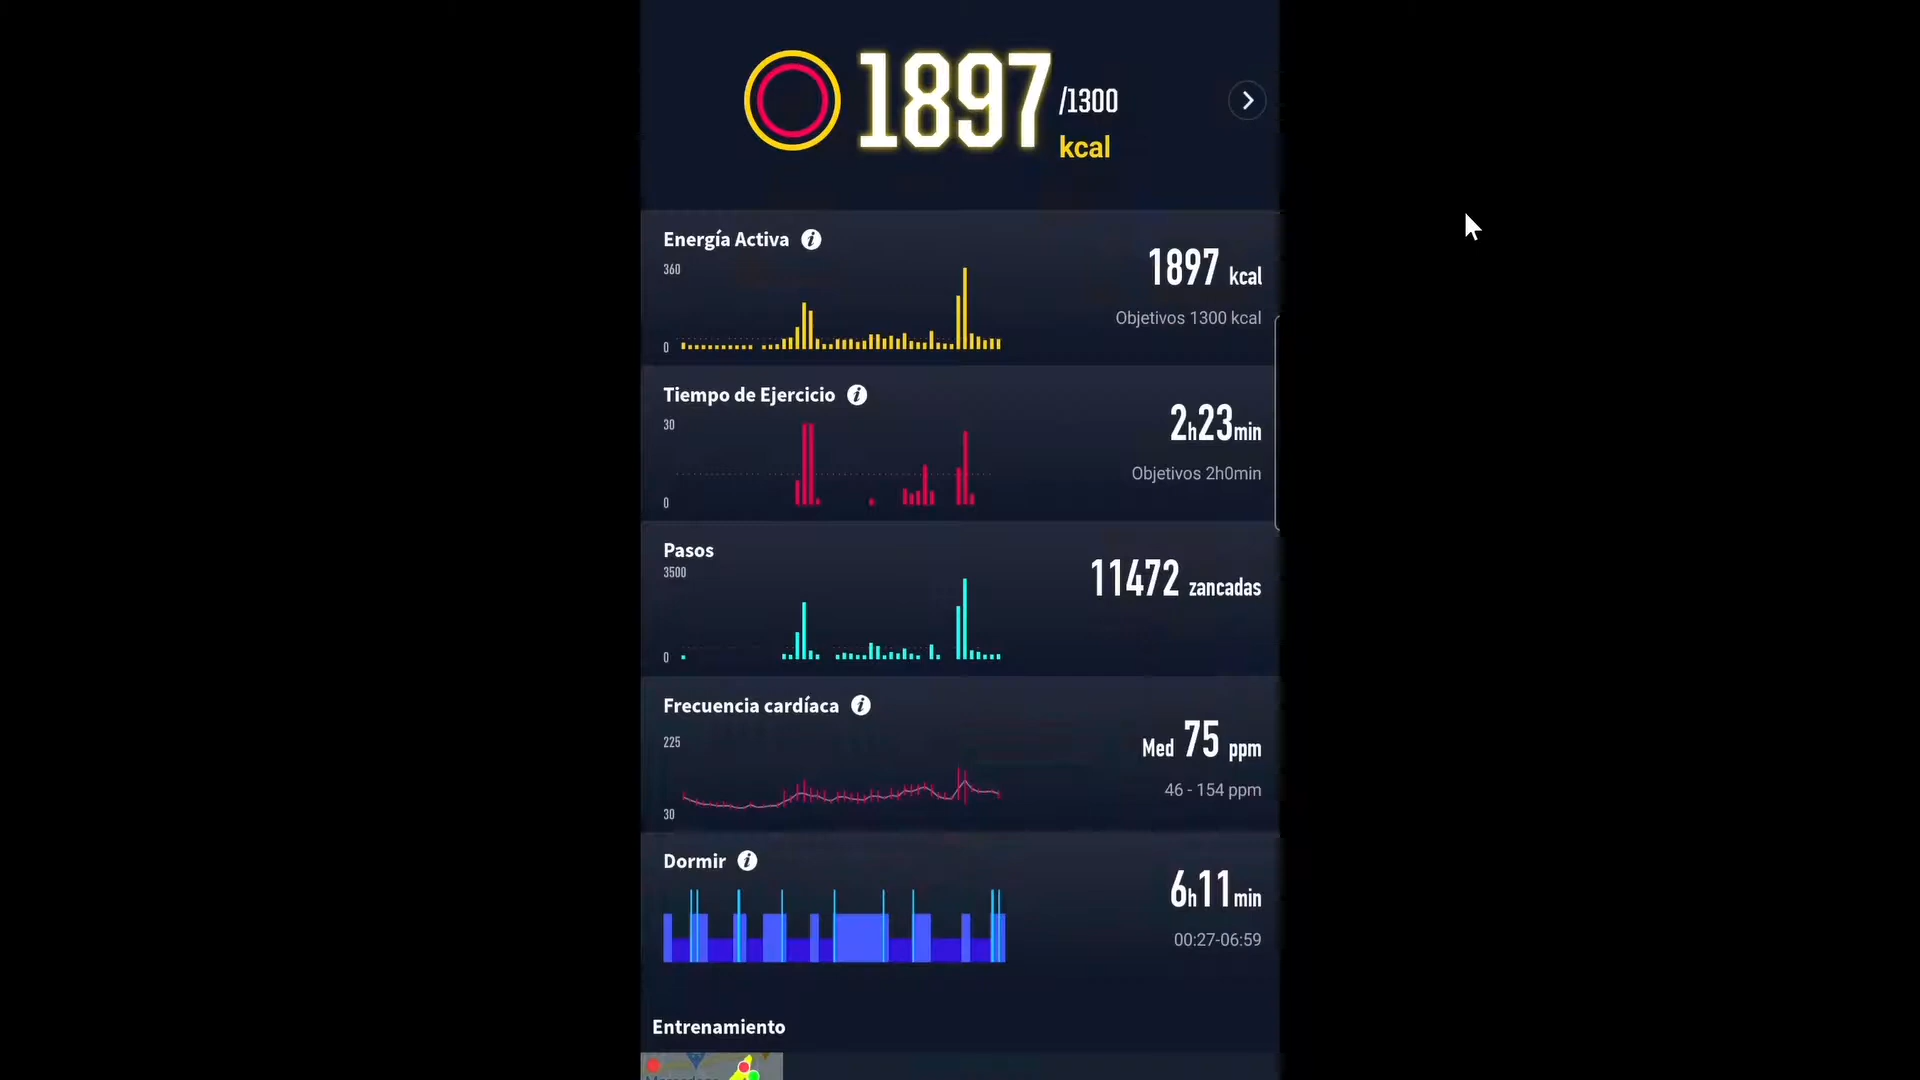 1897 /1300
kcal
Energía Activa
360
0
1897 kcal
Objetivos 1300 kcal
Tiempo de Ejercicio
30
0
2h23min
Objetivos 2h0min
Pasos
3500
0
11472 zancadas
Frecuencia cardíaca
225
30
Med 75 ppm
46 - 154 ppm
Dormir
6h11min
00:27-06:59
Entrenamiento